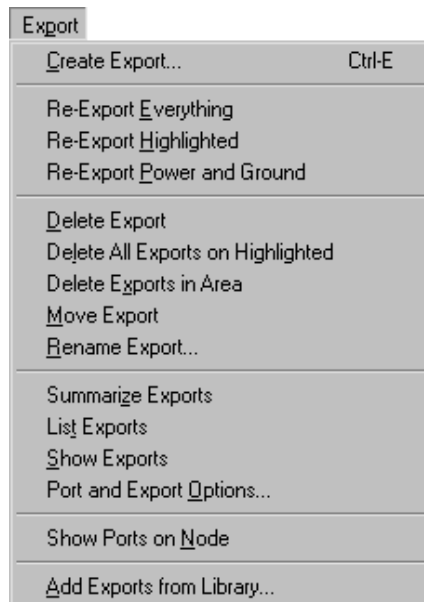 Export
Create Export... Ctrl-E
Re-Export Everything
Re-Export Highlighted
Re-Export Power and Ground
Delete Export
Delete All Exports on Highlighted
Delete Exports in Area
Move Export
Rename Export...
Summarize Exports
List Exports
Show Exports
Port and Export Options...
Show Ports on Node
Add Exports from Library...